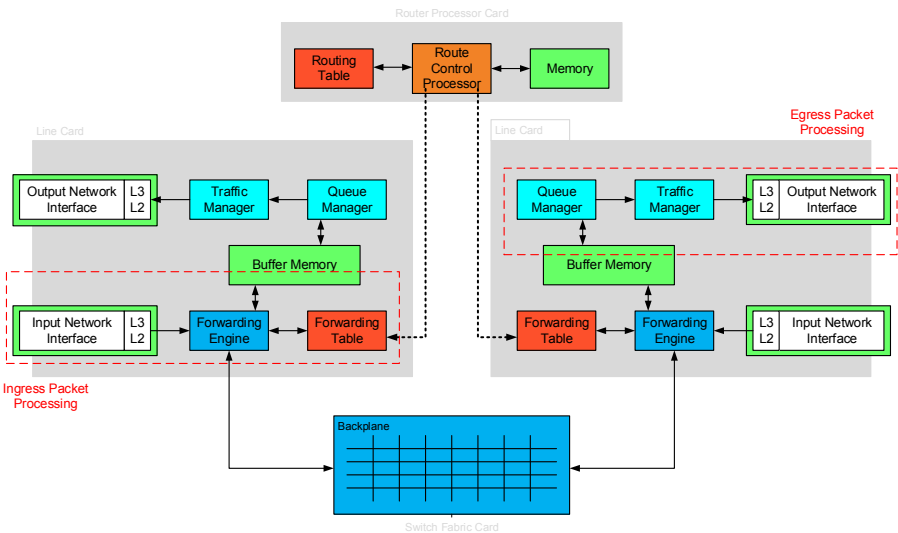 Router Processor Card
Routing
Table
Route
Control
Processor
Memory
Line Card
Output Network
Interface
L3
L2
Traffic
Manager
Queue
Manager
Buffer Memory
Input Network
Interface
L3
L2
Forwarding
Engine
Forwarding
Table
Ingress Packet
Processing
Line Card
Egress Packet
Processing
Queue
Manager
Traffic
Manager
L3
L2
Output Network
Interface
Buffer Memory
Forwarding
Table
Forwarding
Engine
L3
L2
Input Network
Interface
Backplane
Switch Fabric Card